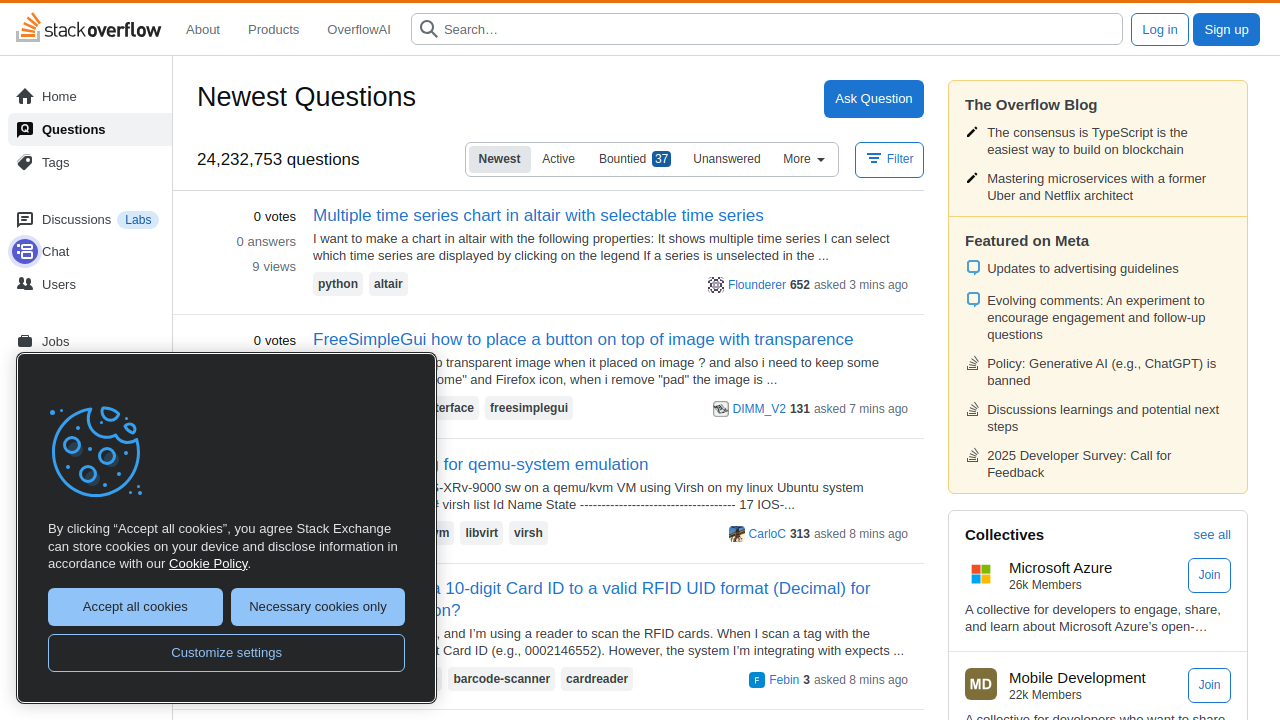 stack overflow
About
Products
OverflowAI
Search…
Log in
Sign up
Home
Questions
Tags
Discussions
Labs
Chat
Users
Jobs
Newest Questions
Ask Question
24,232,753 questions
Newest
Active
Bountied 37
Unanswered
More
Filter
0 votes
0 answers
9 views
Multiple time series chart in altair with selectable time series
I want to make a chart in altair with the following properties: It shows multiple time series I can select
which time series are displayed by clicking on the legend If a series is unselected in the ...
python
altair
Flounderer 652 asked 3 mins ago
0 votes
FreeSimpleGui how to place a button on top of image with transparence
transparent image when it placed on image ? and also i need to keep some
and Firefox icon, when i remove "pad" the image is ...
freesimplegui
DIMM_V2 131 asked 7 mins ago
for qemu-system emulation
-XRv-9000 sw on a qemu/kvm VM using Virsh on my linux Ubuntu system
# virsh list Id Name State ------------------------------------ 17 IOS-...
libvirt
virsh
CarloC 313 asked 8 mins ago
a 10-digit Card ID to a valid RFID UID format (Decimal) for
, and I’m using a reader to scan the RFID cards. When I scan a tag with the
Card ID (e.g., 0002146552). However, the system I’m integrating with expects ...
barcode-scanner
cardreader
Febin 3 asked 8 mins ago
By clicking “Accept all cookies”, you agree Stack Exchange
can store cookies on your device and disclose information in
accordance with our Cookie Policy.
Accept all cookies
Necessary cookies only
Customize settings
The Overflow Blog
The consensus is TypeScript is the
easiest way to build on blockchain
Mastering microservices with a former
Uber and Netflix architect
Featured on Meta
Updates to advertising guidelines
Evolving comments: An experiment to
encourage engagement and follow-up
questions
Policy: Generative AI (e.g., ChatGPT) is
banned
Discussions learnings and potential next
steps
2025 Developer Survey: Call for
Feedback
Collectives
see all
Microsoft Azure
26k Members
Join
A collective for developers to engage, share,
and learn about Microsoft Azure’s open-…
MD
Mobile Development
22k Members
Join
A collective for developers who want to share